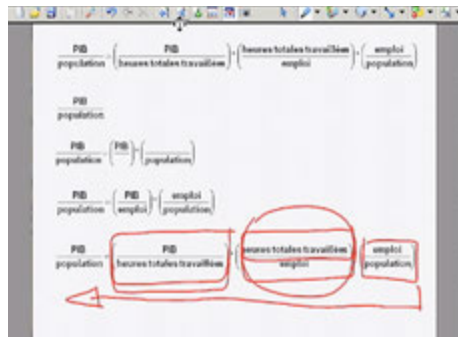 PIB / population = (PIB / heures totales travaillées) * (heures totales travaillées / emploi) * (emploi / population)
PIB / population
PIB / population = (PIB / ) * ( / population)
PIB / population = (PIB / emploi) * (emploi / population)
PIB / population = (PIB / heures totales travaillées) * (heures totales travaillées / emploi) * (emploi / population)